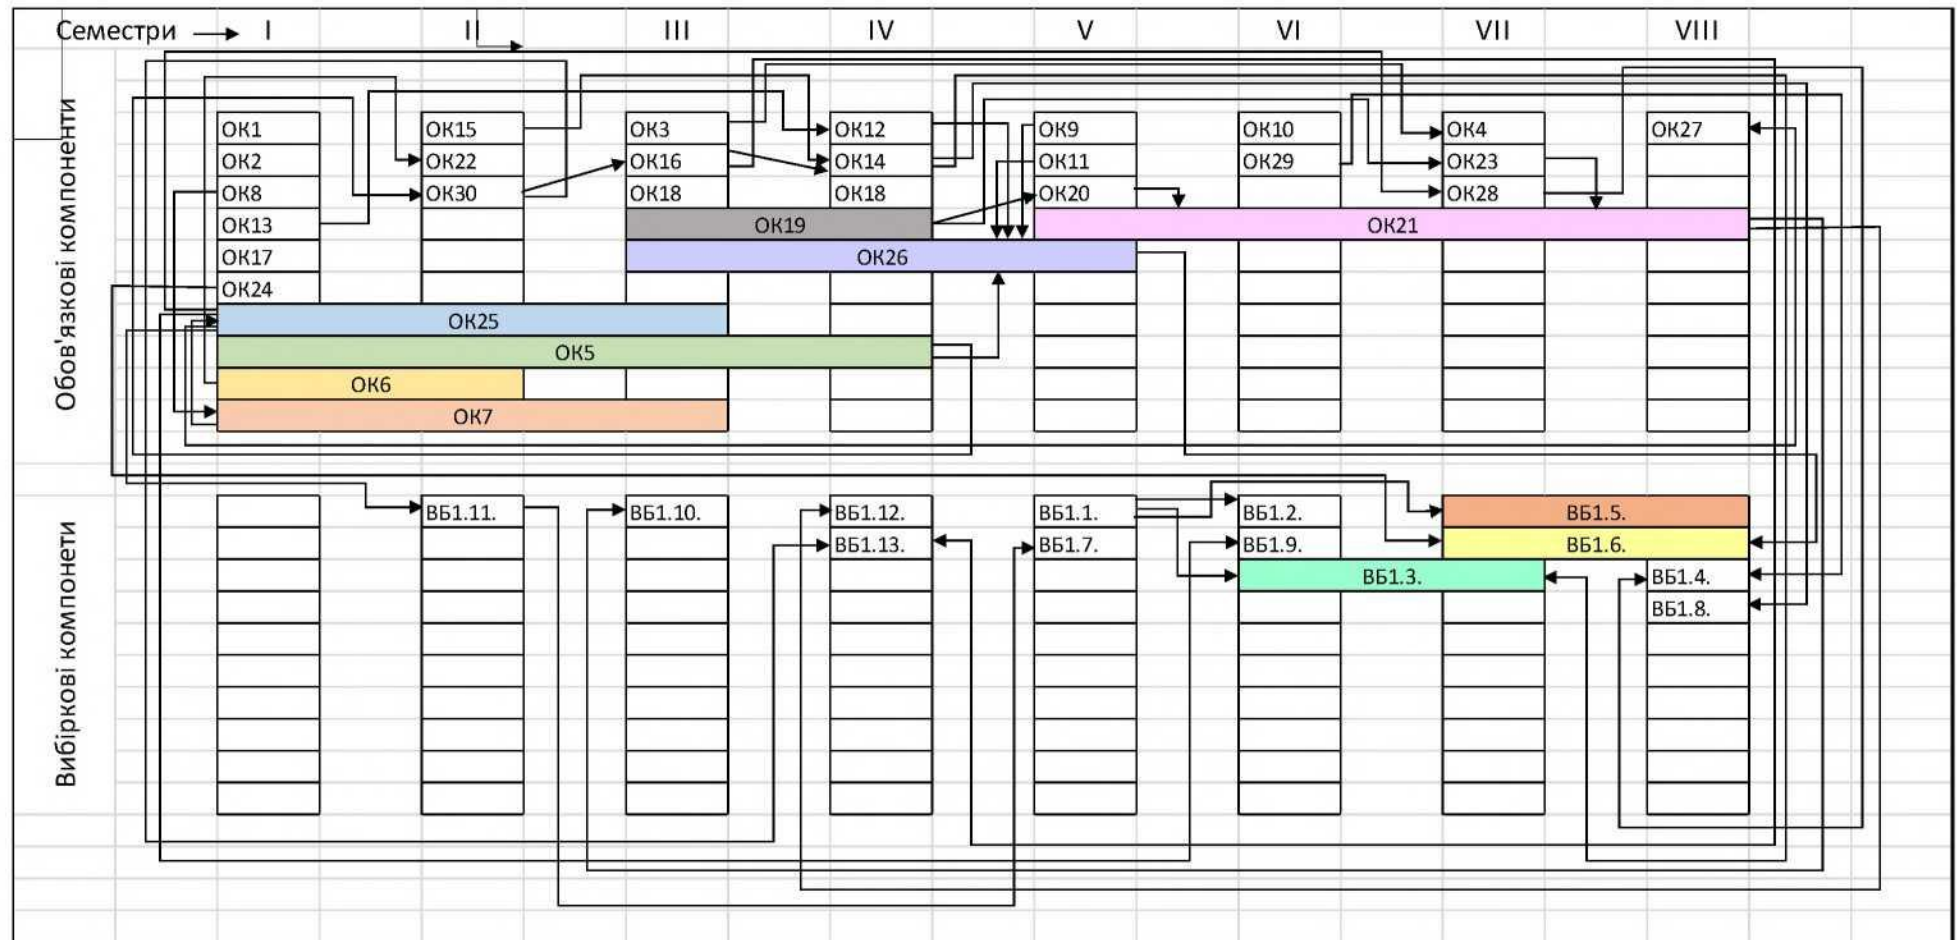 Семестри I II III IV V VI VII VIII
Обов'язкові компоненти
ОК1 ОК15 ОК3 ОК12 ОК9 ОК10 ОК4 ОК27
ОК2 ОК22 ОК16 ОК14 ОК11 ОК29 ОК23
ОК8 ОК30 ОК18 ОК18 ОК20 ОК28
ОК13 ОК19 ОК21
ОК17 ОК26
ОК24
ОК25
ОК5
ОК6
ОК7
Вибіркові компонети
ВБ1.11. ВБ1.10. ВБ1.12. ВБ1.1. ВБ1.2. ВБ1.5.
ВБ1.13. ВБ1.7. ВБ1.9. ВБ1.6.
ВБ1.3. ВБ1.4.
ВБ1.8.